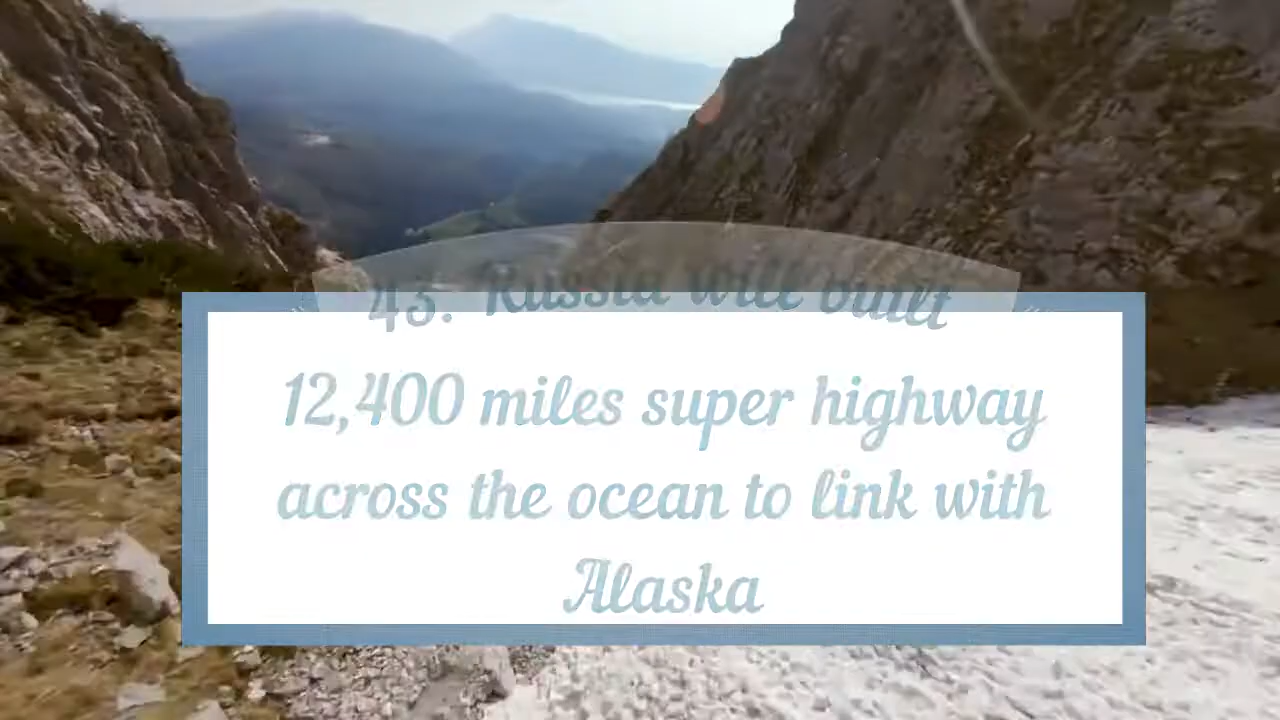 43. Russia will built
12,400 miles super highway
across the ocean to link with
Alaska